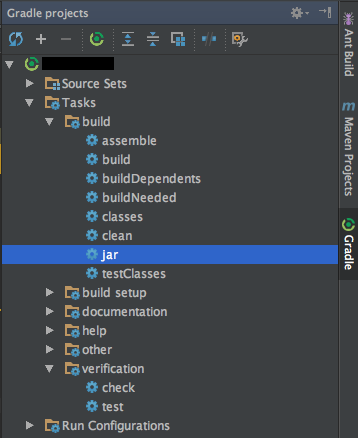 Gradle projects
Source Sets
Tasks
build
assemble
build
buildDependents
buildNeeded
classes
clean
jar
testClasses
build setup
documentation
help
other
verification
check
test
Run Configurations
Ant Build
Maven Projects
Gradle